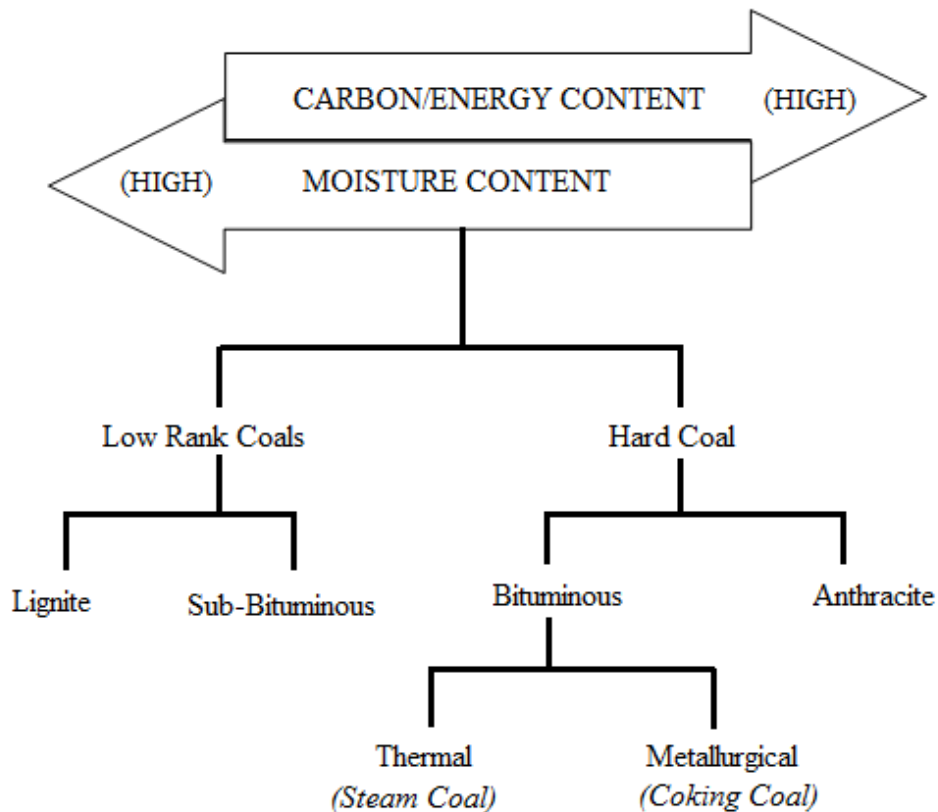 CARBON/ENERGY CONTENT (HIGH)
(HIGH) MOISTURE CONTENT
Low Rank Coals Hard Coal
Lignite Sub-Bituminous Bituminous Anthracite
Thermal Metallurgical
(Steam Coal) (Coking Coal)